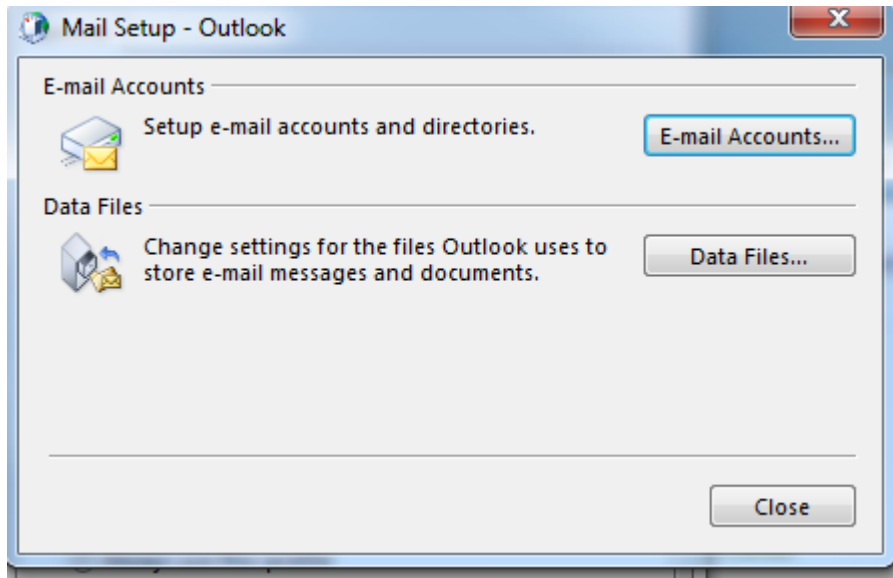 Mail Setup - Outlook
E-mail Accounts
Setup e-mail accounts and directories.
E-mail Accounts...
Data Files
Change settings for the files Outlook uses to
store e-mail messages and documents.
Data Files...
Close